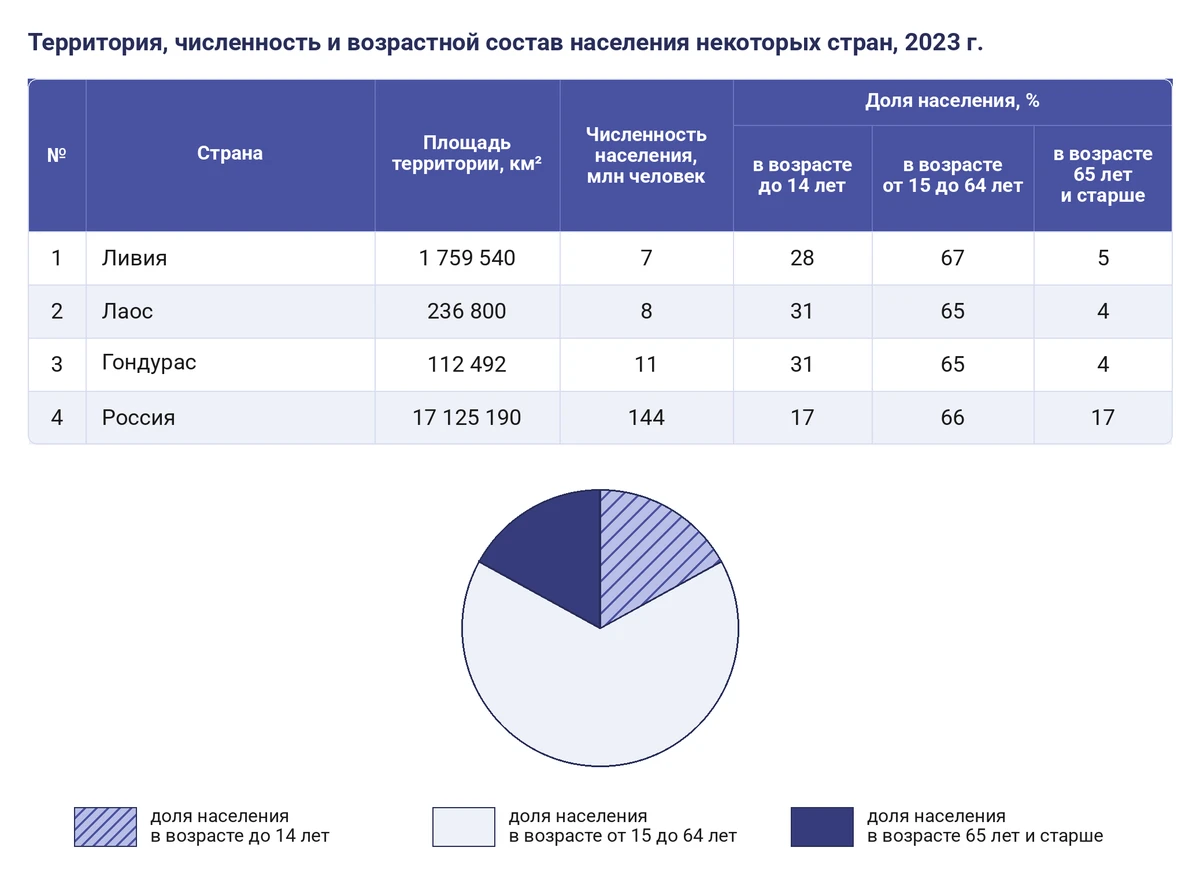 Территория, численность и возрастной состав населения некоторых стран, 2023 г.
№
Страна
Площадь
территории, км²
Численность
населения,
млн человек
Доля населения, %
в возрасте
до 14 лет
в возрасте
от 15 до 64 лет
в возрасте
65 лет
и старше
1 Ливия 1 759 540 7 28 67 5
2 Лаос 236 800 8 31 65 4
3 Гондурас 112 492 11 31 65 4
4 Россия 17 125 190 144 17 66 17
доля населения
в возрасте до 14 лет
доля населения
в возрасте от 15 до 64 лет
доля населения
в возрасте 65 лет и старше